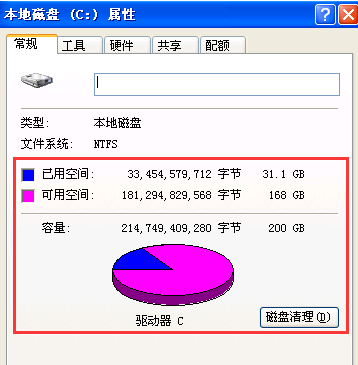 本地磁盘 (C:) 属性
常规 工具 硬件 共享 配额
类型: 本地磁盘
文件系统: NTFS
已用空间: 33,454,579,712 字节 31.1 GB
可用空间: 181,294,829,568 字节 168 GB
容量: 214,749,409,280 字节 200 GB
驱动器 C
磁盘清理(D)